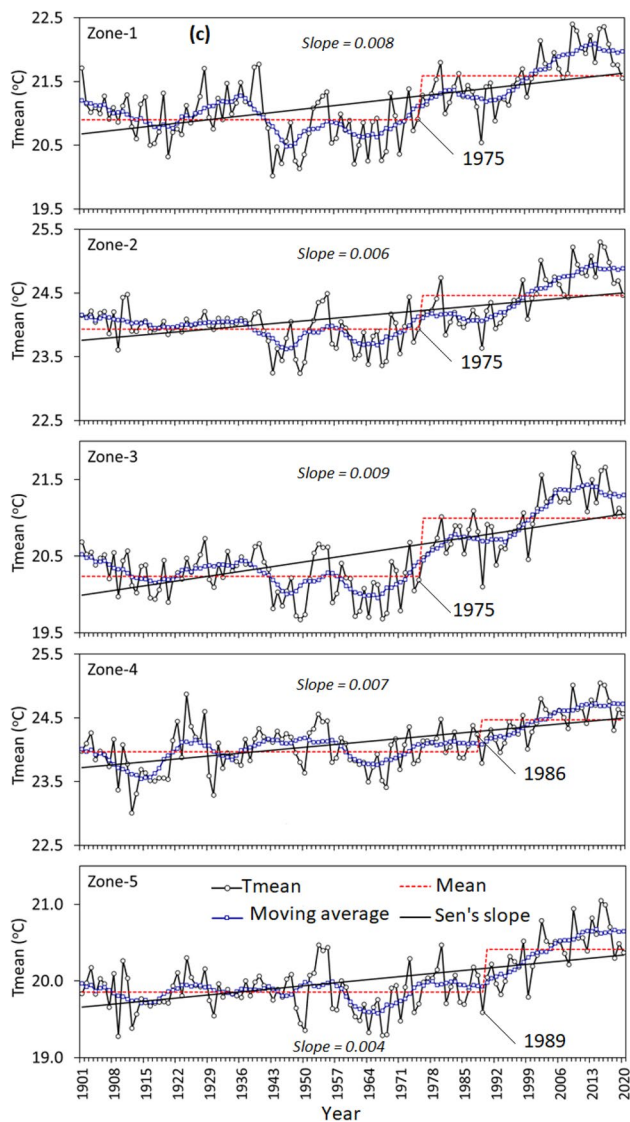 Zone-1
(c)
Slope = 0.008
22.5
21.5
20.5
19.5
Tmean (°C)
1975
Zone-2
Slope = 0.006
25.5
24.5
23.5
22.5
Tmean (°C)
1975
Zone-3
Slope = 0.009
21.5
20.5
19.5
Tmean (°C)
1975
Zone-4
Slope = 0.007
25.5
24.5
23.5
22.5
Tmean (°C)
1986
Zone-5
Tmean
Mean
Moving average
Sen's slope
21.0
20.0
19.0
Tmean (°C)
1989
Slope = 0.004
1901 1908 1915 1922 1929 1936 1943 1950 1957 1964 1971 1978 1985 1992 1999 2006 2013 2020
Year